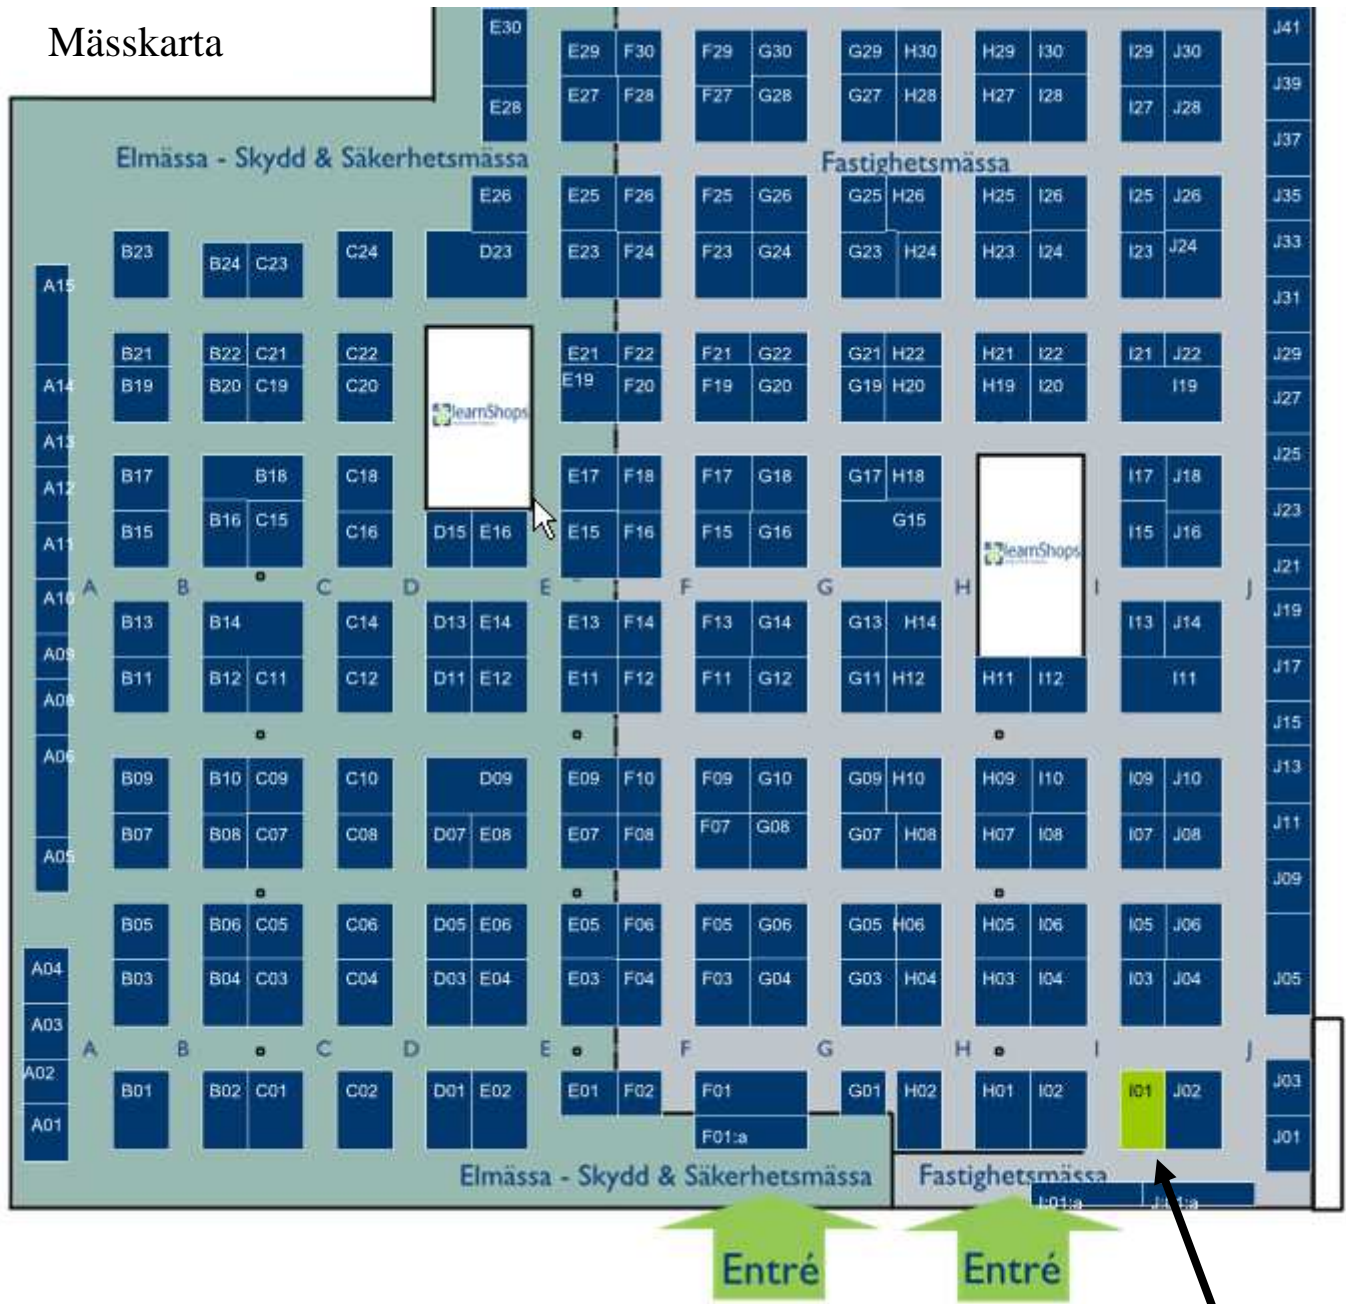 Mässkarta
E30 J41
E29 F30 F29 G30 G29 H30 H29 I30 I29 J30
J39
E27 F28 F27 G28 G27 H28 H27 I28 I27 J28
E28
J37
Elmässa - Skydd & Säkerhetsmässa Fastighetsmässa
E26 E25 F26 F25 G26 G25 H26 H25 I26 I25 J26 J35
B23 B24 C23 C24 D23 E23 F24 F23 G24 G23 H24 H23 I24 I23 J24 J33
A15 J31
B21 B22 C21 C22 E21 F22 F21 G22 G21 H22 H21 I22 I21 J22 J29
A14 B19 B20 C19 C20 E19 F20 F19 G20 G19 H20 H19 I20 I19 J27
learnShops
A13 J25
A12 B17 B18 C18 E17 F18 F17 G18 G17 H18 I17 J18
J23
A11 B15 B16 C15 C16 D15 E16 E15 F16 F15 G16 G15 I15 J16
learnShops
J21
A B C D E F G H I J
A10 B13 B14 C14 D13 E14 E13 F14 F13 G14 G13 H14 I13 J14 J19
A09
B11 B12 C11 C12 D11 E12 E11 F12 F11 G12 G11 H12 H11 I12 I11 J17
A08
J15
A06
B09 B10 C09 C10 D09 E09 F10 F09 G10 G09 H10 H09 I10 I09 J10 J13
B07 B08 C07 C08 D07 E08 E07 F08 F07 G08 G07 H08 H07 I08 I07 J08 J11
A05
J09
B05 B06 C05 C06 D05 E06 E05 F06 F05 G06 G05 H06 H05 I06 I05 J06
A04 B03 B04 C03 C04 D03 E04 E03 F04 F03 G04 G03 H04 H03 I04 I03 J04 J05
A03
A B C D E F G H I J
A02 B01 B02 C01 C02 D01 E02 E01 F02 F01 G01 H02 H01 I02 I01 J02 J03
A01 F01:a J01
Elmässa - Skydd & Säkerhetsmässa Fastighetsmässa
I:01:a
Entré Entré